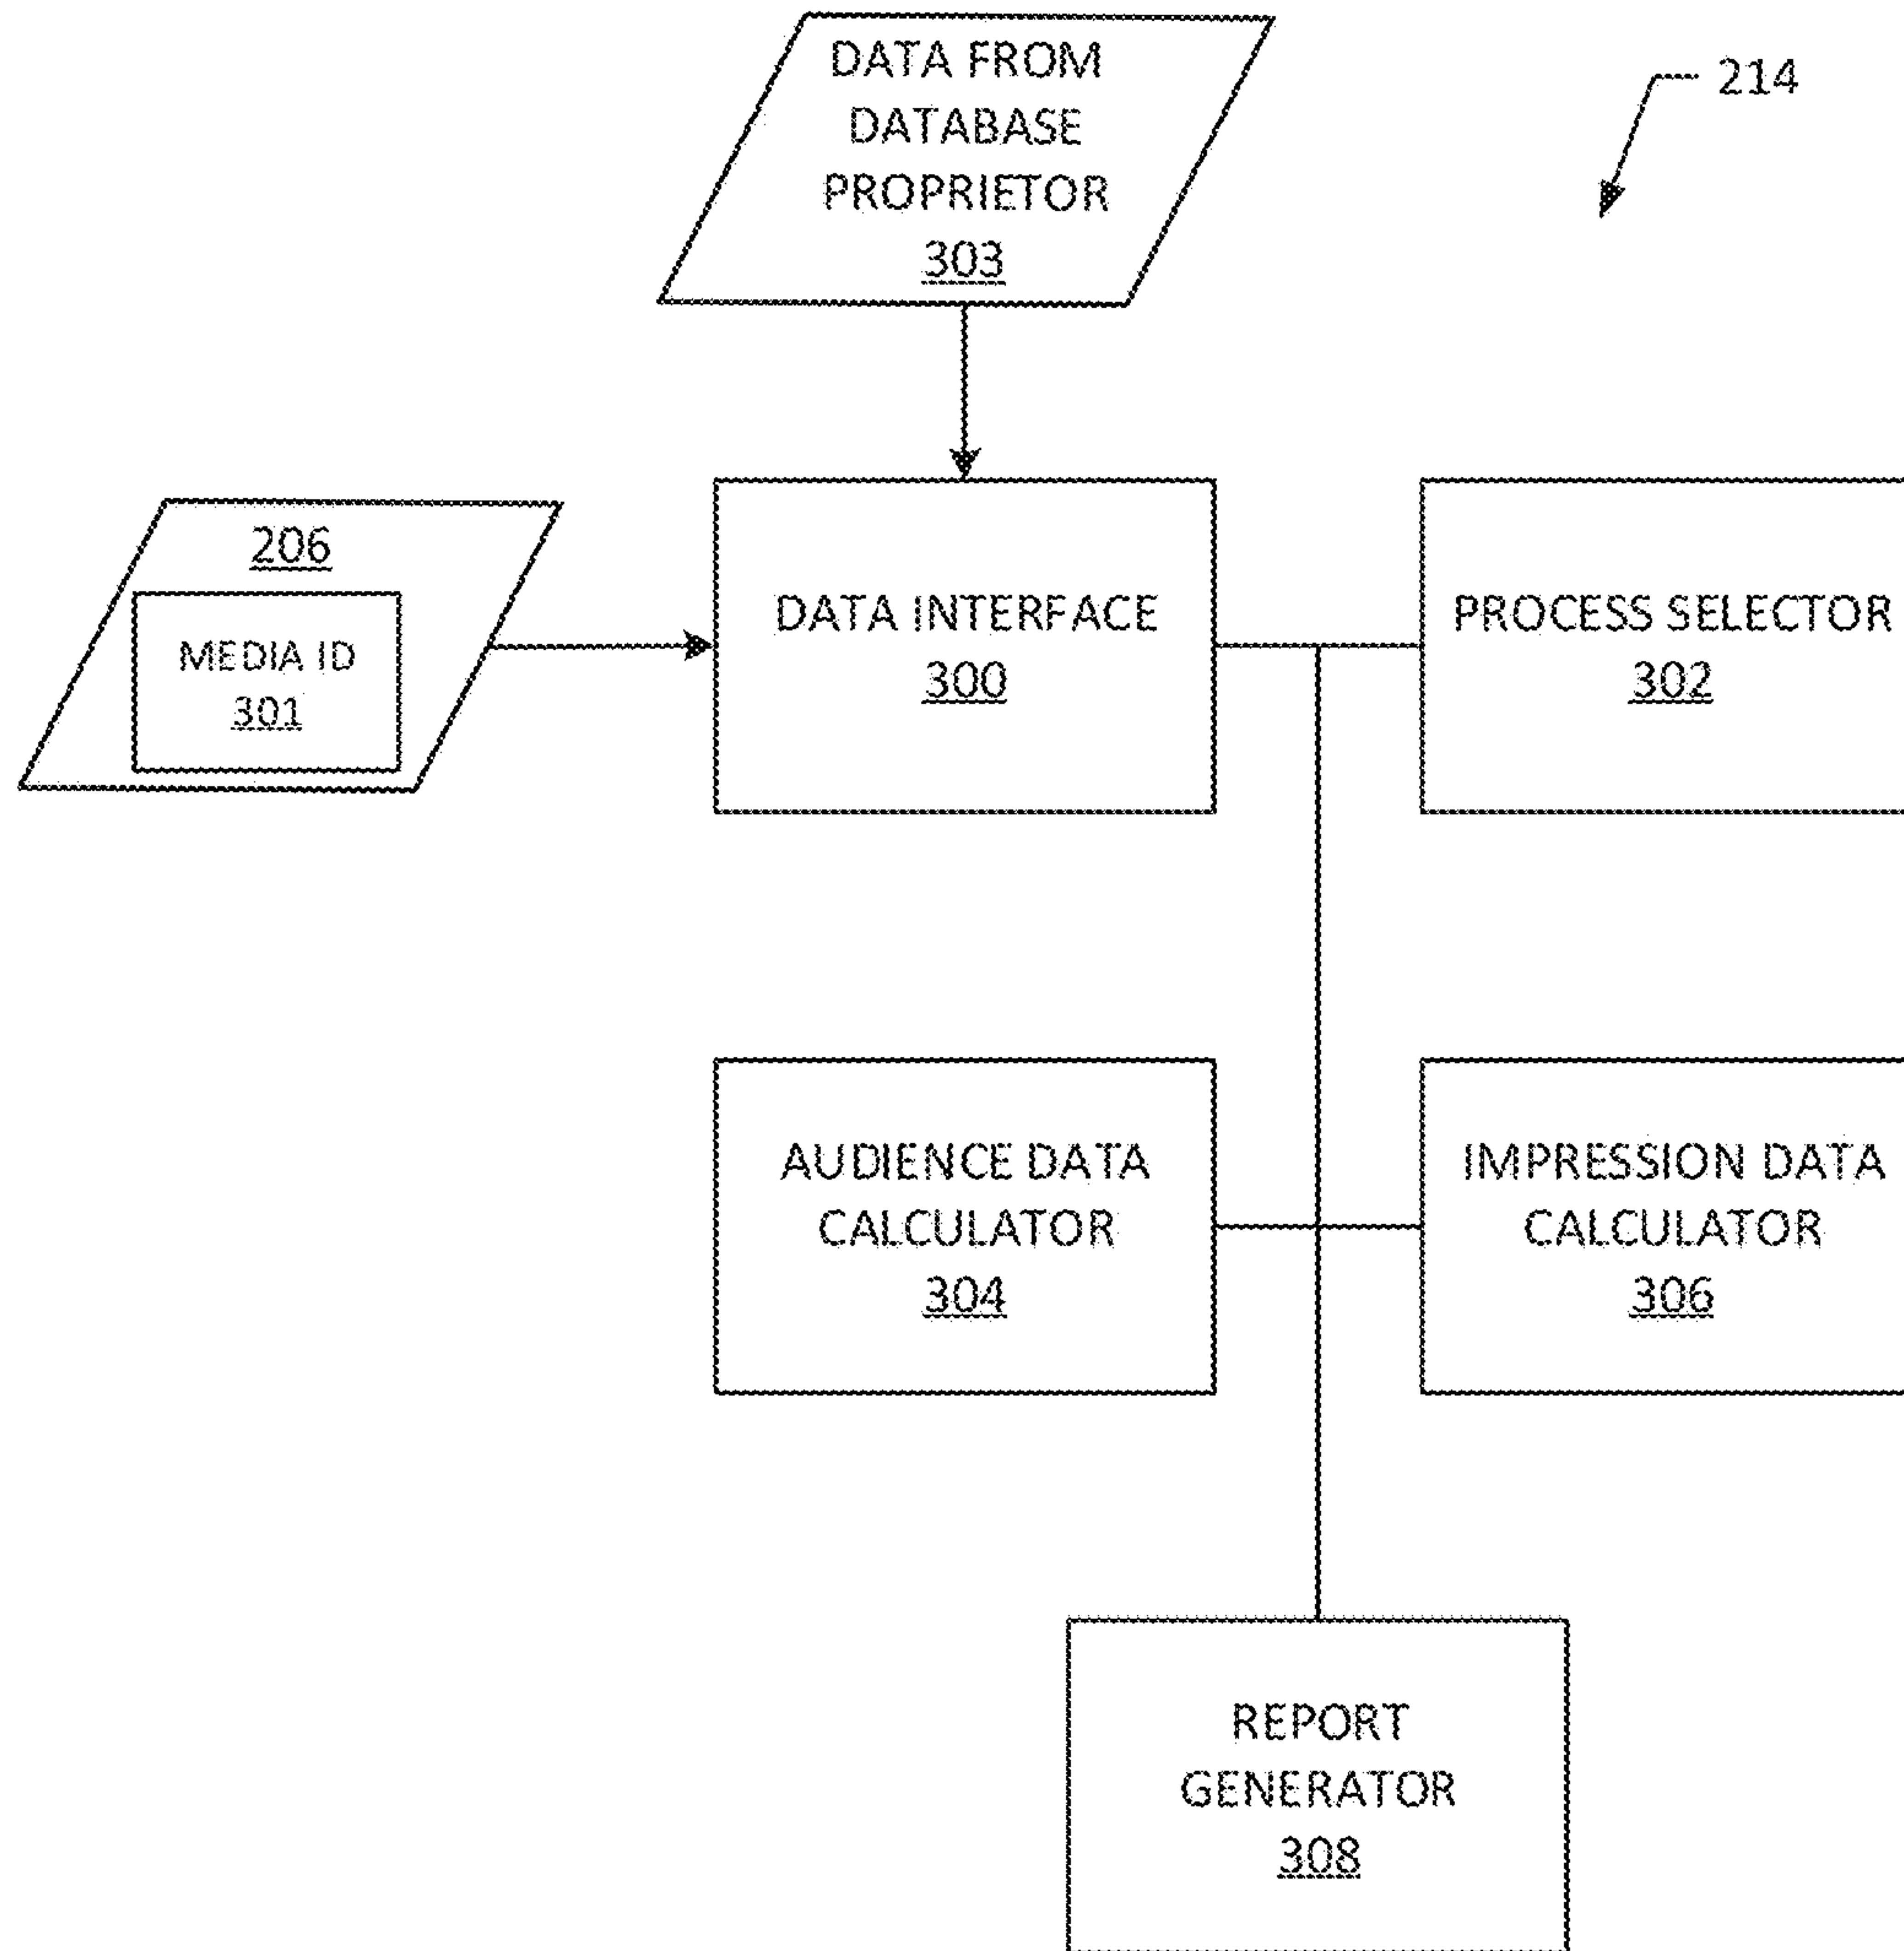 DATA FROM
DATABASE
PROPRIETOR
303
214
206
MEDIA ID
301
DATA INTERFACE
300
PROCESS SELECTOR
302
AUDIENCE DATA
CALCULATOR
304
IMPRESSION DATA
CALCULATOR
306
REPORT
GENERATOR
308